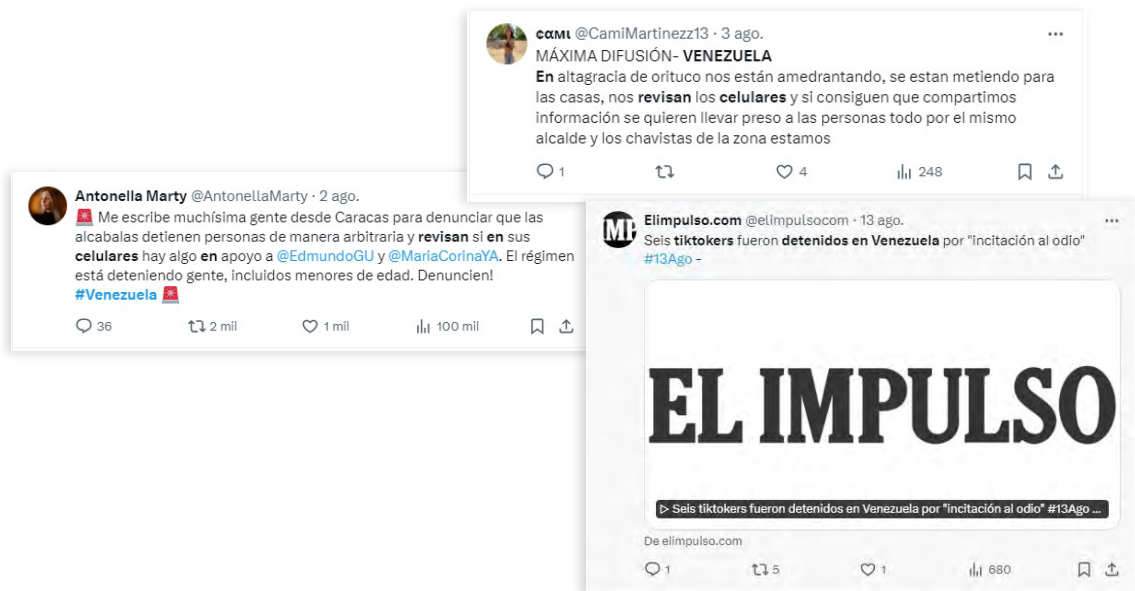 ¢αмι @CamiMartinezz13 · 3 ago.
MÁXIMA DIFUSIÓN- VENEZUELA
En altagracia de orituco nos están amedrantando, se estan metiendo para
las casas, nos revisan los celulares y si consiguen que compartimos
información se quieren llevar preso a las personas todo por el mismo
alcalde y los chavistas de la zona estamos
1 4 248
Antonella Marty @AntonellaMarty · 2 ago.
🚨 Me escribe muchísima gente desde Caracas para denunciar que las
alcabalas detienen personas de manera arbitraria y revisan si en sus
celulares hay algo en apoyo a @EdmundoGU y @MariaCorinaYA. El régimen
está deteniendo gente, incluidos menores de edad. Denuncien!
#Venezuela 🚨
36 2 mil 1 mil 100 mil
Elimpulso.com @elimpulsocom · 13 ago.
Seis tiktokers fueron detenidos en Venezuela por "incitación al odio"
#13Ago -
EL IMPULSO
▷ Seis tiktokers fueron detenidos en Venezuela por "incitación al odio" #13Ago ...
De elimpulso.com
1 5 1 680